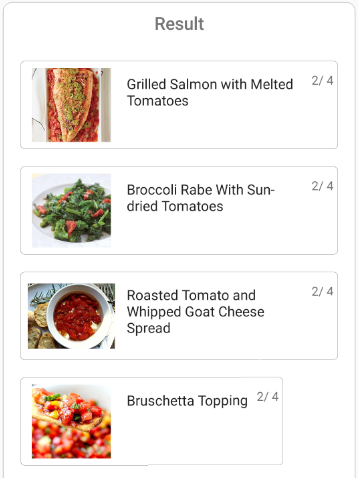 Result
Grilled Salmon with Melted
Tomatoes
2/ 4
Broccoli Rabe With Sun-
dried Tomatoes
2/ 4
Roasted Tomato and
Whipped Goat Cheese
Spread
2/ 4
Bruschetta Topping
2/ 4